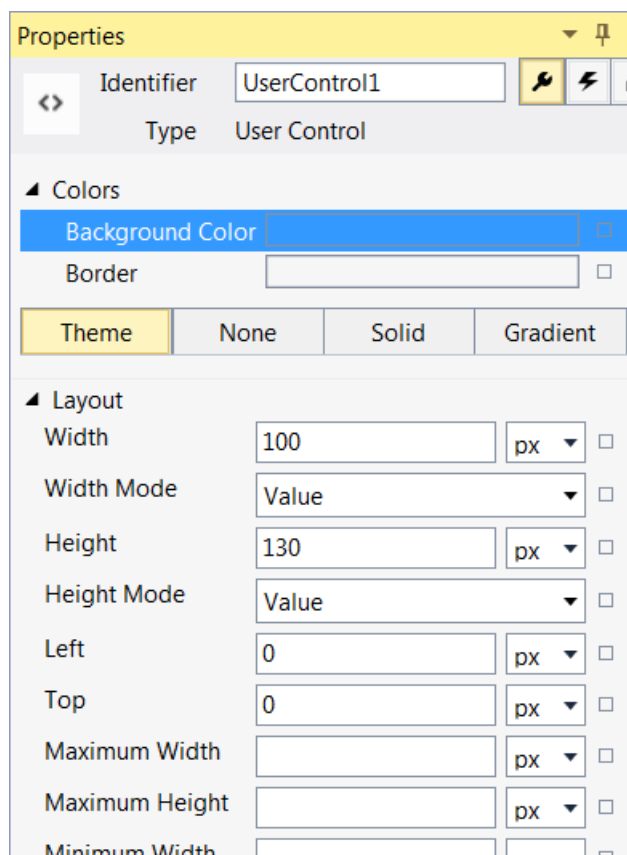 Properties
Identifier UserControl1
Type User Control
Colors
Background Color
Border
Theme None Solid Gradient
Layout
Width 100 px
Width Mode Value
Height 130 px
Height Mode Value
Left 0 px
Top 0 px
Maximum Width px
Maximum Height px
Minimum Width